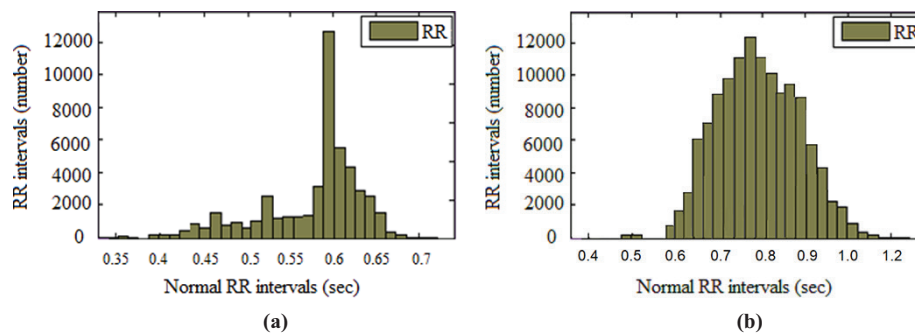 12000
10000
8000
6000
4000
2000
0
RR intervals (number)
RR
0.35 0.4 0.45 0.5 0.55 0.6 0.65 0.7
Normal RR intervals (sec)
(a)
12000
10000
8000
6000
4000
2000
0
RR intervals (number)
RR
0.4 0.5 0.6 0.7 0.8 0.9 1.0 1.1 1.2
Normal RR intervals (sec)
(b)